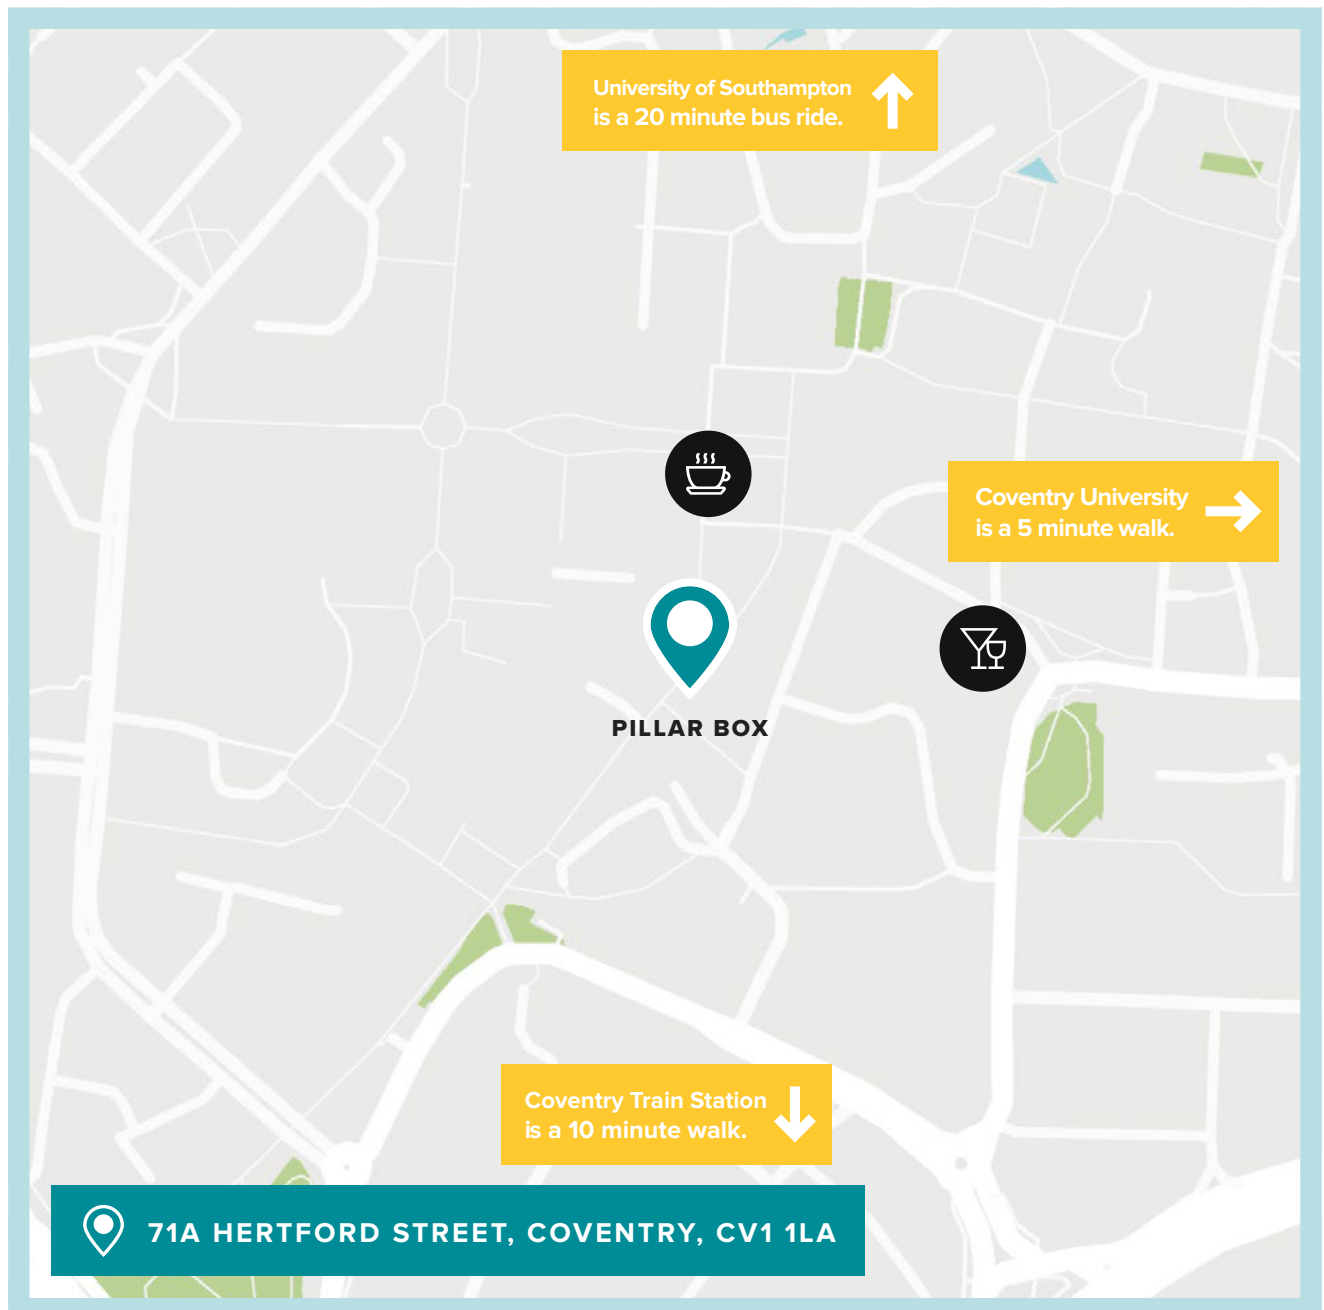 University of Southampton
is a 20 minute bus ride.
Coventry University
is a 5 minute walk.
PILLAR BOX
Coventry Train Station
is a 10 minute walk.
71A HERTFORD STREET, COVENTRY, CV1 1LA